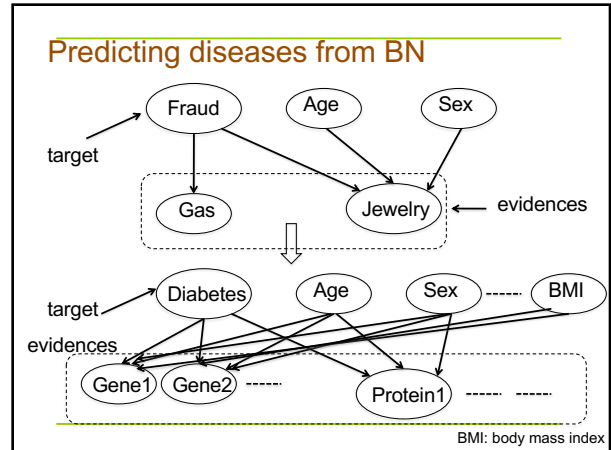 Predicting diseases from BN
Fraud Age Sex
target
Gas Jewelry evidences
target Diabetes Age Sex BMI
evidences
Gene1 Gene2 Protein1
BMI: body mass index